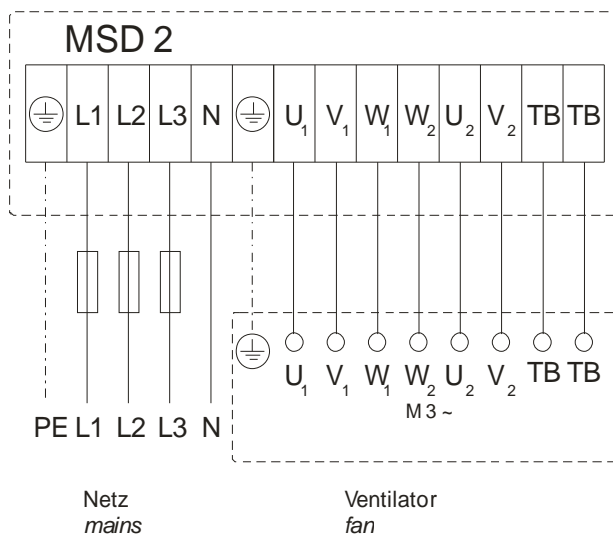 MSD 2
L1 L2 L3 N U1 V1 W1 W2 U2 V2 TB TB
U1 V1 W1 W2 U2 V2 TB TB
M 3 ~
PE L1 L2 L3 N
Netz Ventilator
mains fan